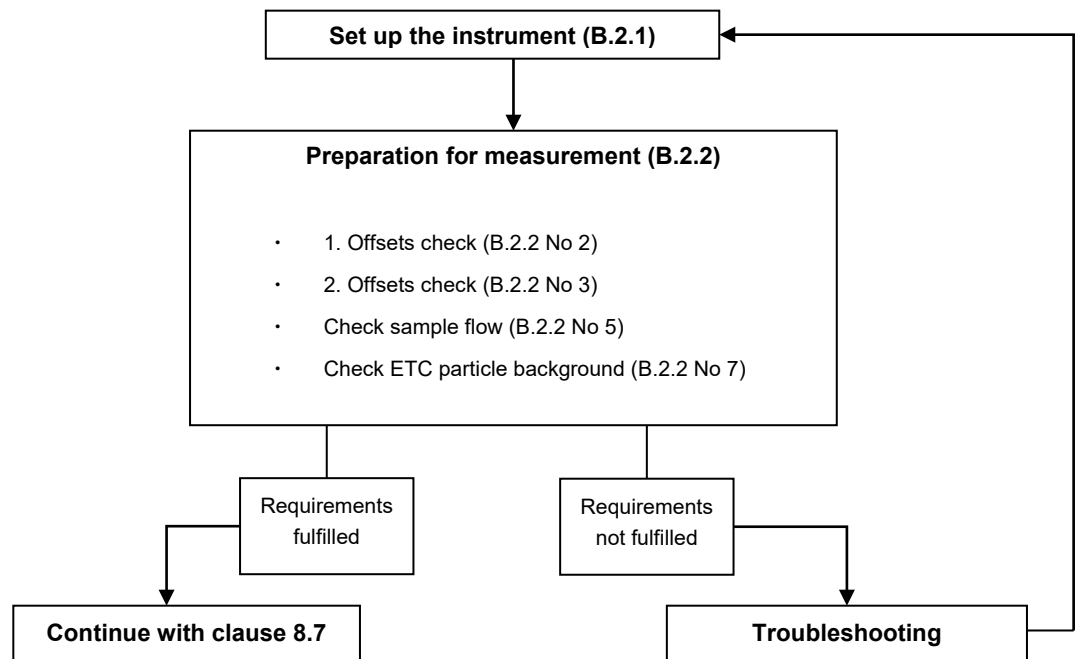 Set up the instrument (B.2.1)
Preparation for measurement (B.2.2)
· 1. Offsets check (B.2.2 No 2)
· 2. Offsets check (B.2.2 No 3)
· Check sample flow (B.2.2 No 5)
· Check ETC particle background (B.2.2 No 7)
Requirements
fulfilled
Requirements
not fulfilled
Continue with clause 8.7
Troubleshooting